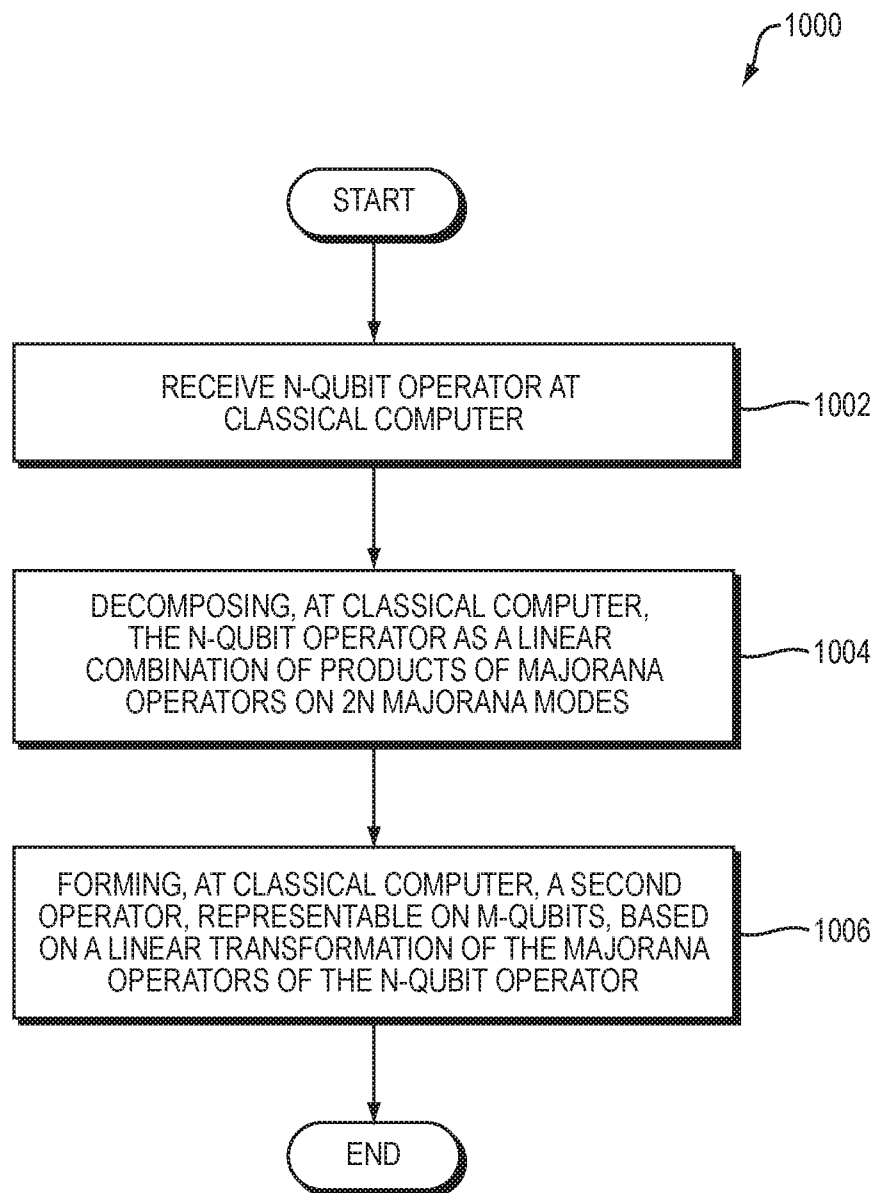 1000
START
RECEIVE N-QUBIT OPERATOR AT
CLASSICAL COMPUTER
1002
DECOMPOSING, AT CLASSICAL COMPUTER,
THE N-QUBIT OPERATOR AS A LINEAR
COMBINATION OF PRODUCTS OF MAJORANA
OPERATORS ON 2N MAJORANA MODES
1004
FORMING, AT CLASSICAL COMPUTER, A SECOND
OPERATOR, REPRESENTABLE ON M-QUBITS, BASED
ON A LINEAR TRANSFORMATION OF THE MAJORANA
OPERATORS OF THE N-QUBIT OPERATOR
1006
END